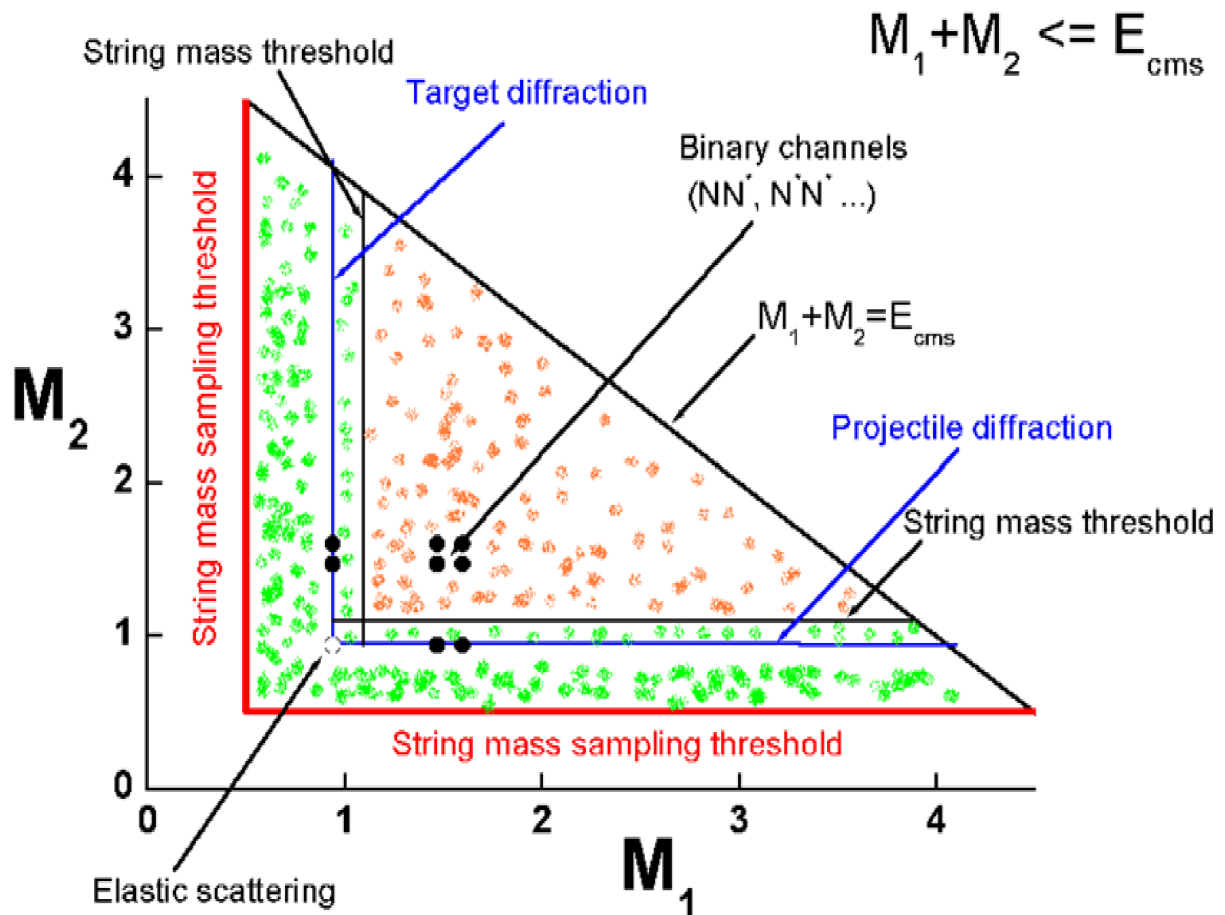 M1+M2 <= Ecms
String mass threshold
Target diffraction
Binary channels
(NN*, N*N* ...)
String mass sampling threshold
M1+M2=Ecms
Projectile diffraction
String mass threshold
String mass sampling threshold
Elastic scattering
M2
4
3
2
1
0
0 1 2 3 4
M1